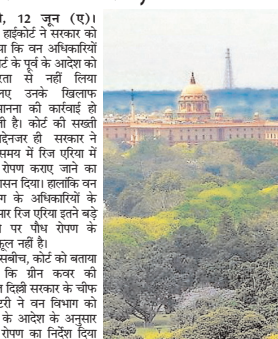 , 12 जून (ए)।
हाईकोर्ट ने सरकार को
या कि वन अधिकारियों
र्ट के पूर्व के आदेश को
रता से नहीं लिया
नए उनके खिलाफ
मानना की कार्रवाई हो
ती है। कोर्ट की सख्ती
द्देनजर ही सरकार ने
समय में रिज एरिया में
रोपण कराए जाने का
ासन दिया। हालांकि वन
ग के अधिकारियों के
सार रिज एरिया इतने बड़े
पर पौध रोपण के
कूल नहीं है।
सबीच, कोर्ट को बताया
कि ग्रीन कवर की
त दिल्ली सरकार के चीफ
टरी ने वन विभाग को
के आदेश के अनुसार
रोपण का निर्देश दिया